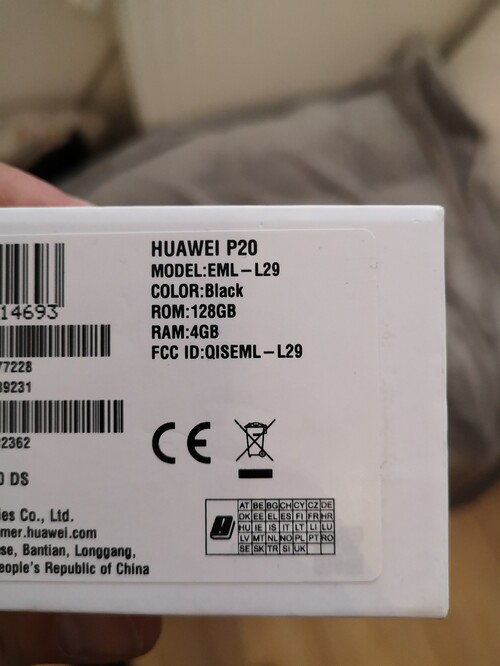 HUAWEI P20
MODEL:EML-L29
COLOR:Black
ROM:128GB
RAM:4GB
FCC ID:QISEML-L29
14693
77228
39231
2362
CE
DS
ies Co., Ltd.
mer.huawei.com
se, Bantian, Longgang,
eople's Republic of China
AT BE BG CH CY CZ DE
DK EE EL ES FI FR HR
HU IE IS IT LT LI LU
LV MT NL NO PL PT RO
SE SK TR SI UK